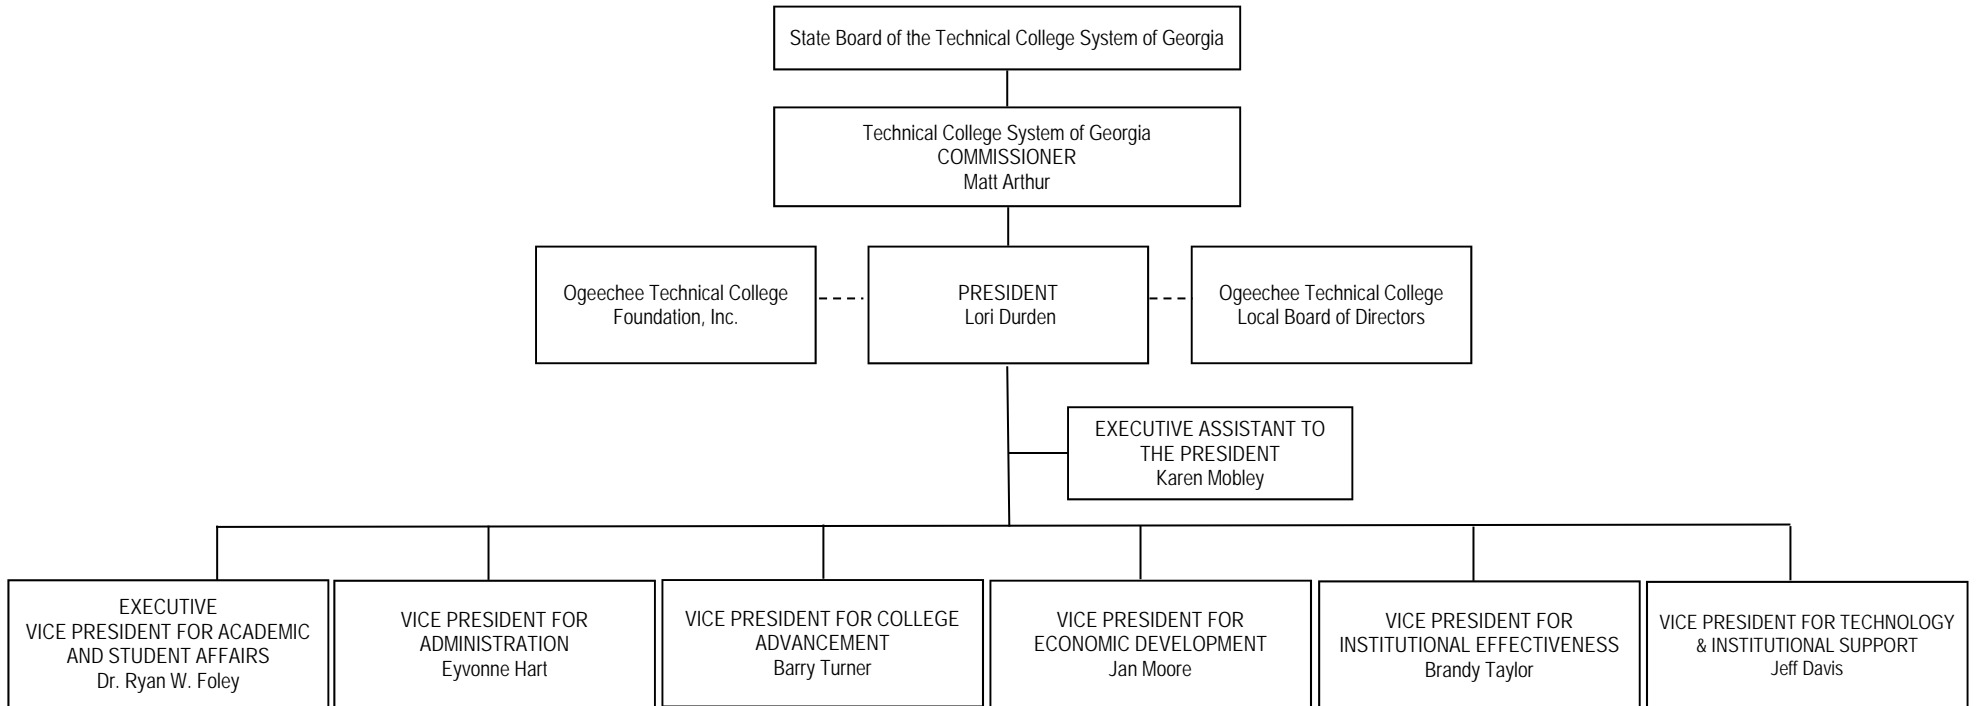 State Board of the Technical College System of Georgia
Technical College System of Georgia
COMMISSIONER
Matt Arthur
Ogeechee Technical College
Foundation, Inc.
PRESIDENT
Lori Durden
Ogeechee Technical College
Local Board of Directors
EXECUTIVE ASSISTANT TO
THE PRESIDENT
Karen Mobley
EXECUTIVE
VICE PRESIDENT FOR ACADEMIC
AND STUDENT AFFAIRS
Dr. Ryan W. Foley
VICE PRESIDENT FOR
ADMINISTRATION
Eyvonne Hart
VICE PRESIDENT FOR COLLEGE
ADVANCEMENT
Barry Turner
VICE PRESIDENT FOR
ECONOMIC DEVELOPMENT
Jan Moore
VICE PRESIDENT FOR
INSTITUTIONAL EFFECTIVENESS
Brandy Taylor
VICE PRESIDENT FOR TECHNOLOGY
& INSTITUTIONAL SUPPORT
Jeff Davis